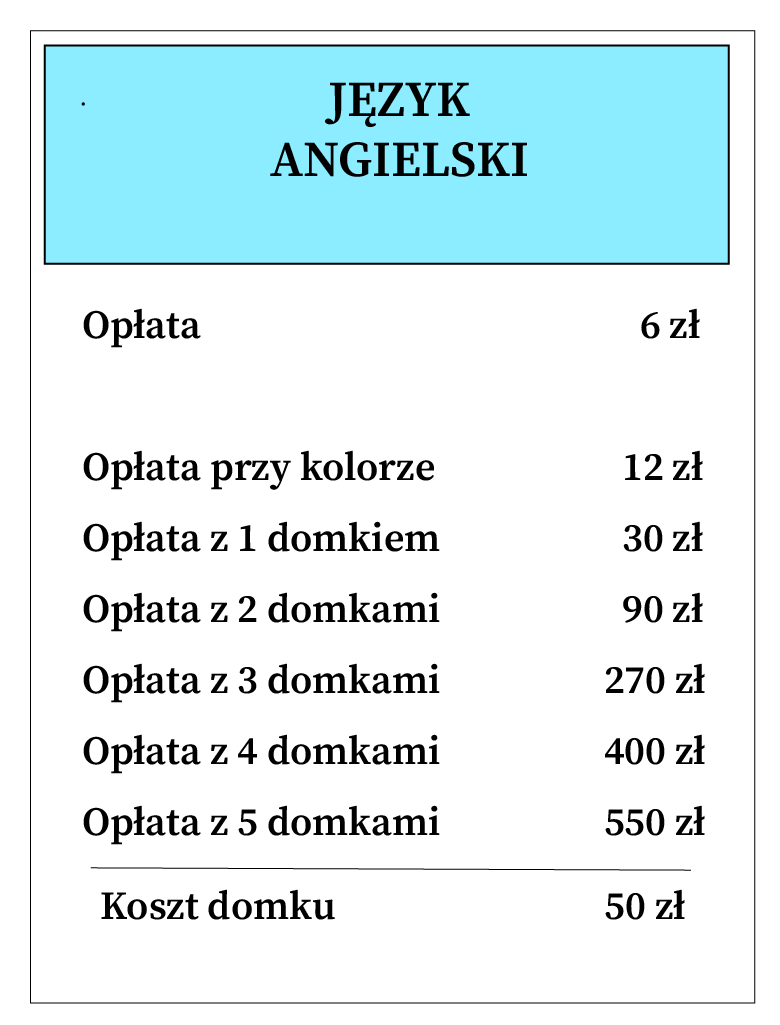 JĘZYK
ANGIELSKI
Opłata 6 zł
Opłata przy kolorze 12 zł
Opłata z 1 domkiem 30 zł
Opłata z 2 domkami 90 zł
Opłata z 3 domkami 270 zł
Opłata z 4 domkami 400 zł
Opłata z 5 domkami 550 zł
Koszt domku 50 zł